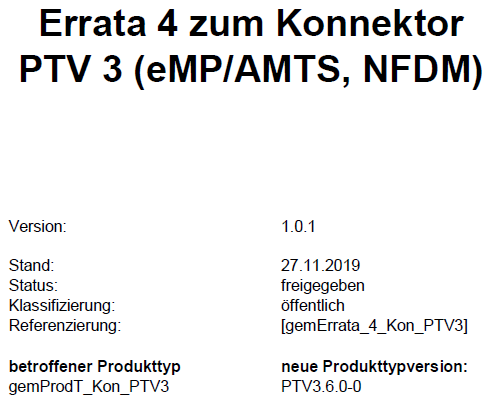 Errata 4 zum Konnektor
PTV 3 (eMP/AMTS, NFDM)
Version: 1.0.1
Stand: 27.11.2019
Status: freigegeben
Klassifizierung: öffentlich
Referenzierung: [gemErrata_4_Kon_PTV3]
betroffener Produkttyp neue Produkttypversion:
gemProdT_Kon_PTV3 PTV3.6.0-0